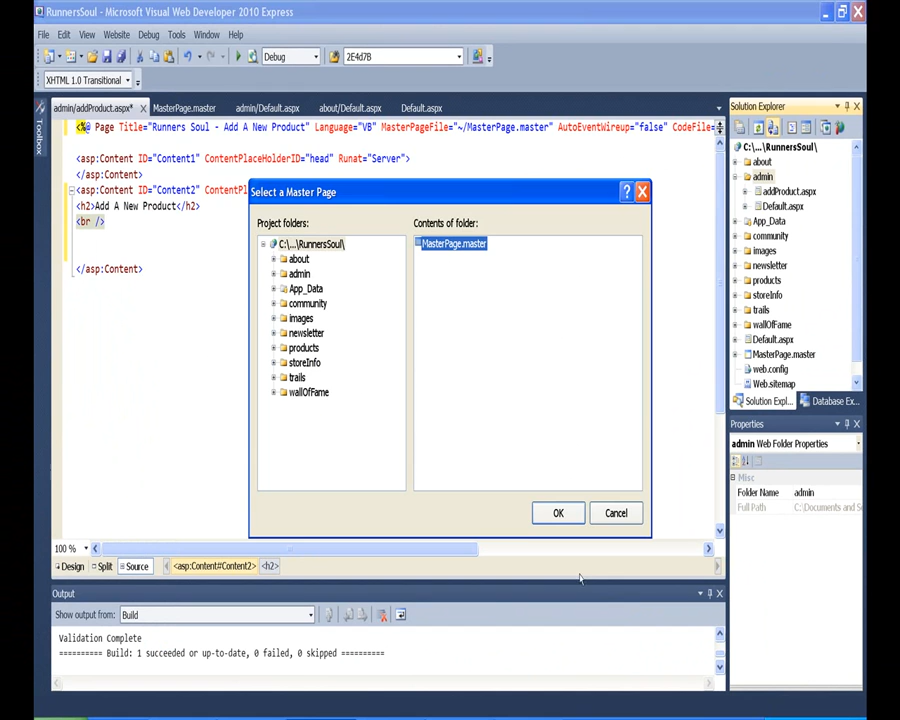 RunnersSoul - Microsoft Visual Web Developer 2010 Express
File Edit View Website Debug Tools Window Help
Debug 2E4d7B
XHTML 1.0 Transitional
admin/addProduct.aspx* MasterPage.master admin/Default.aspx about/Default.aspx Default.aspx
Toolbox
<%@ Page Title="Runners Soul - Add A New Product" Language="VB" MasterPageFile="~/MasterPage.master" AutoEventWireup="false" CodeFile=
<asp:Content ID="Content1" ContentPlaceHolderID="head" Runat="Server">
</asp:Content>
<asp:Content ID="Content2" ContentPl
<h2>Add A New Product</h2>
<br />
</asp:Content>
Select a Master Page
Project folders:
C:\...\RunnersSoul\
about
admin
App_Data
community
images
newsletter
products
storeInfo
trails
wallOfFame
Contents of folder:
MasterPage.master
OK Cancel
100 %
Design Split Source <asp:Content#Content2> <h2>
Output
Show output from: Build
Validation Complete
========== Build: 1 succeeded or up-to-date, 0 failed, 0 skipped ==========
Solution Explorer
C:\...\RunnersSoul\
about
admin
addProduct.aspx
Default.aspx
App_Data
community
images
newsletter
products
storeInfo
trails
wallOfFame
Default.aspx
MasterPage.master
web.config
Web.sitemap
Solution Expl... Database Ex...
Properties
admin Web Folder Properties
Misc
Folder Name admin
Full Path C:\Documents and Se